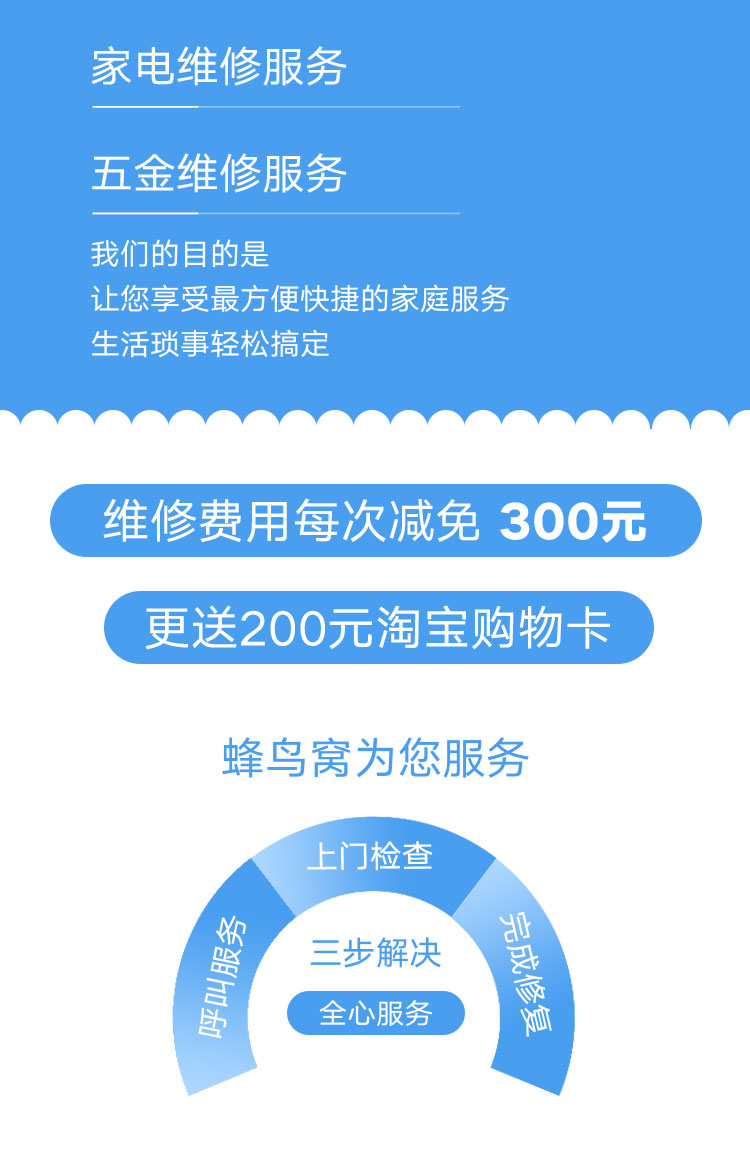 家电维修服务
五金维修服务
我们的目的是
让您享受最方便快捷的家庭服务
生活琐事轻松搞定
维修费用每次减免 300元
更送200元淘宝购物卡
蜂鸟窝为您服务
呼叫服务
上门检查
完成修复
三步解决
全心服务